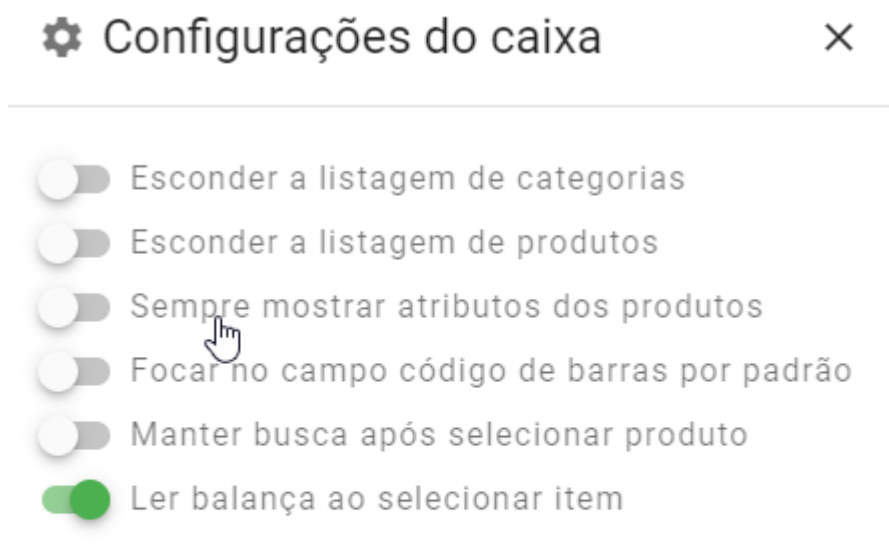 Configurações do caixa
Esconder a listagem de categorias
Esconder a listagem de produtos
Sempre mostrar atributos dos produtos
Focar no campo código de barras por padrão
Manter busca após selecionar produto
Ler balança ao selecionar item